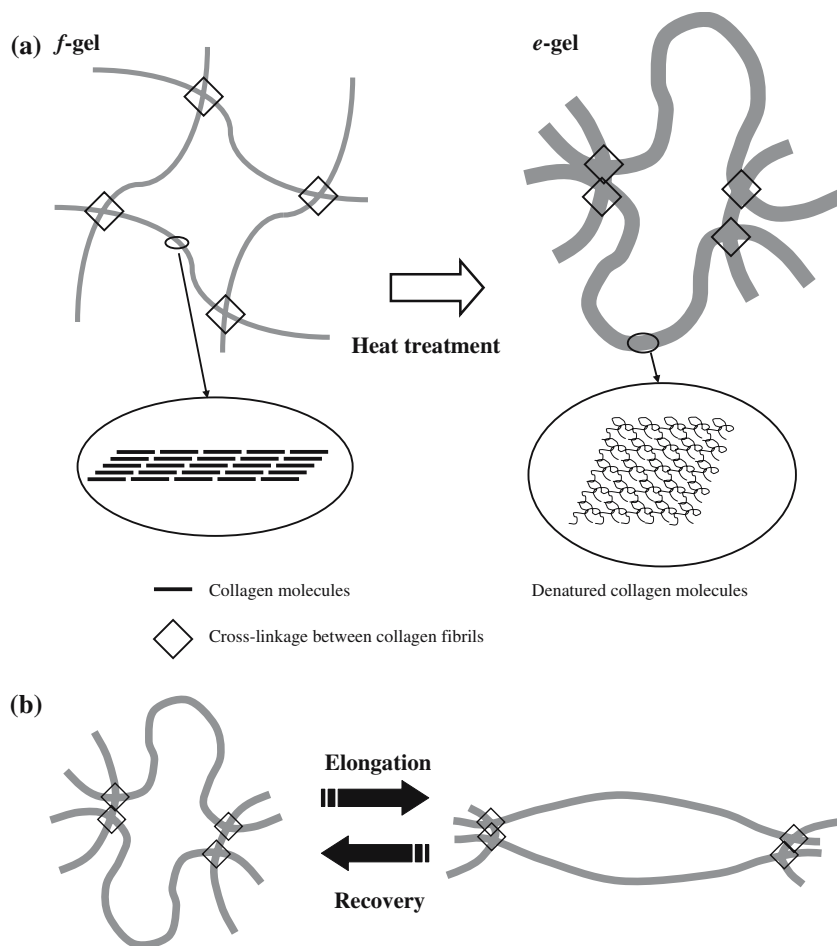 (a) f-gel e-gel
Heat treatment
Collagen molecules Denatured collagen molecules
Cross-linkage between collagen fibrils
(b)
Elongation
Recovery